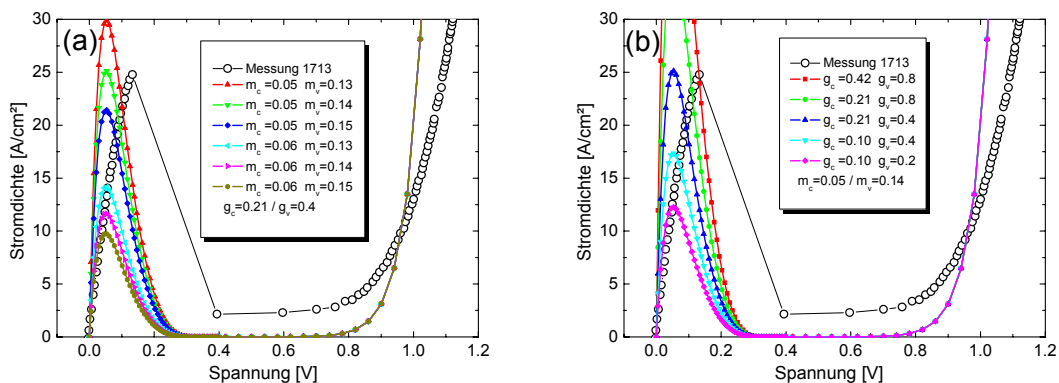 (a)
Stromdichte [A/cm²]
30
25
20
15
10
5
0
Messung 1713
m_c =0.05 m_v=0.13
m_c =0.05 m_v=0.14
m_c =0.05 m_v=0.15
m_c =0.06 m_v=0.13
m_c =0.06 m_v=0.14
m_c =0.06 m_v=0.15
g_c=0.21 / g_v=0.4
0.0 0.2 0.4 0.6 0.8 1.0 1.2
Spannung [V]
(b)
Stromdichte [A/cm²]
30
25
20
15
10
5
0
Messung 1713
g_c=0.42 g_v=0.8
g_c=0.21 g_v=0.8
g_c=0.21 g_v=0.4
g_c=0.10 g_v=0.4
g_c=0.10 g_v=0.2
m_c=0.05 / m_v=0.14
0.0 0.2 0.4 0.6 0.8 1.0 1.2
Spannung [V]